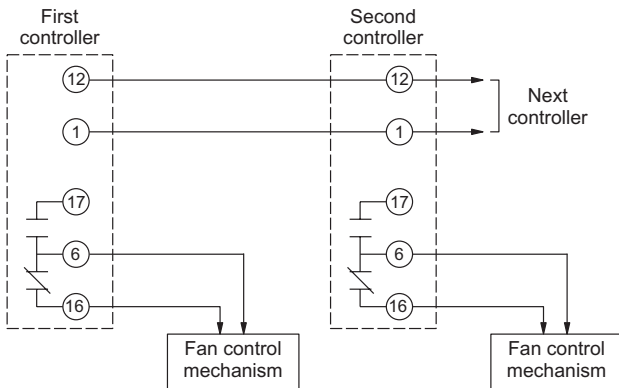 First
controller
Second
controller
12
12
Next
controller
1
1
17
17
6
6
16
16
Fan control
mechanism
Fan control
mechanism